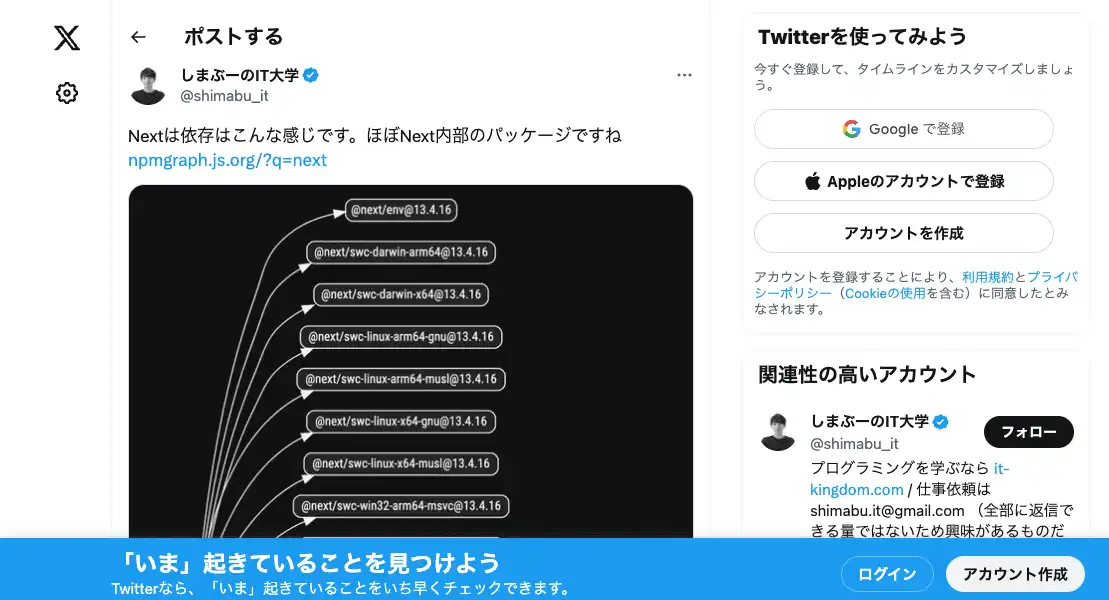 ポストする
しまぶーのIT大学
@shimabu_it
Nextは依存はこんな感じです。ほぼNext内部のパッケージですね
npmgraph.js.org/?q=next
@next/env@13.4.16
@next/swc-darwin-arm64@13.4.16
@next/swc-darwin-x64@13.4.16
@next/swc-linux-arm64-gnu@13.4.16
@next/swc-linux-arm64-musl@13.4.16
@next/swc-linux-x64-gnu@13.4.16
@next/swc-linux-x64-musl@13.4.16
@next/swc-win32-arm64-msvc@13.4.16
Twitterを使ってみよう
今すぐ登録して、タイムラインをカスタマイズしましょ
う。
Google で登録
Appleのアカウントで登録
アカウントを作成
アカウントを登録することにより、利用規約とプライバ
シーポリシー（Cookieの使用を含む）に同意したとみ
なされます。
関連性の高いアカウント
しまぶーのIT大学
@shimabu_it
フォロー
プログラミングを学ぶなら it-
kingdom.com / 仕事依頼は
shimabu.it@gmail.com （全部に返信で
きる量ではないため興味があるものだ
「いま」起きていることを見つけよう
Twitterなら、「いま」起きていることをいち早くチェックできます。
ログイン
アカウント作成